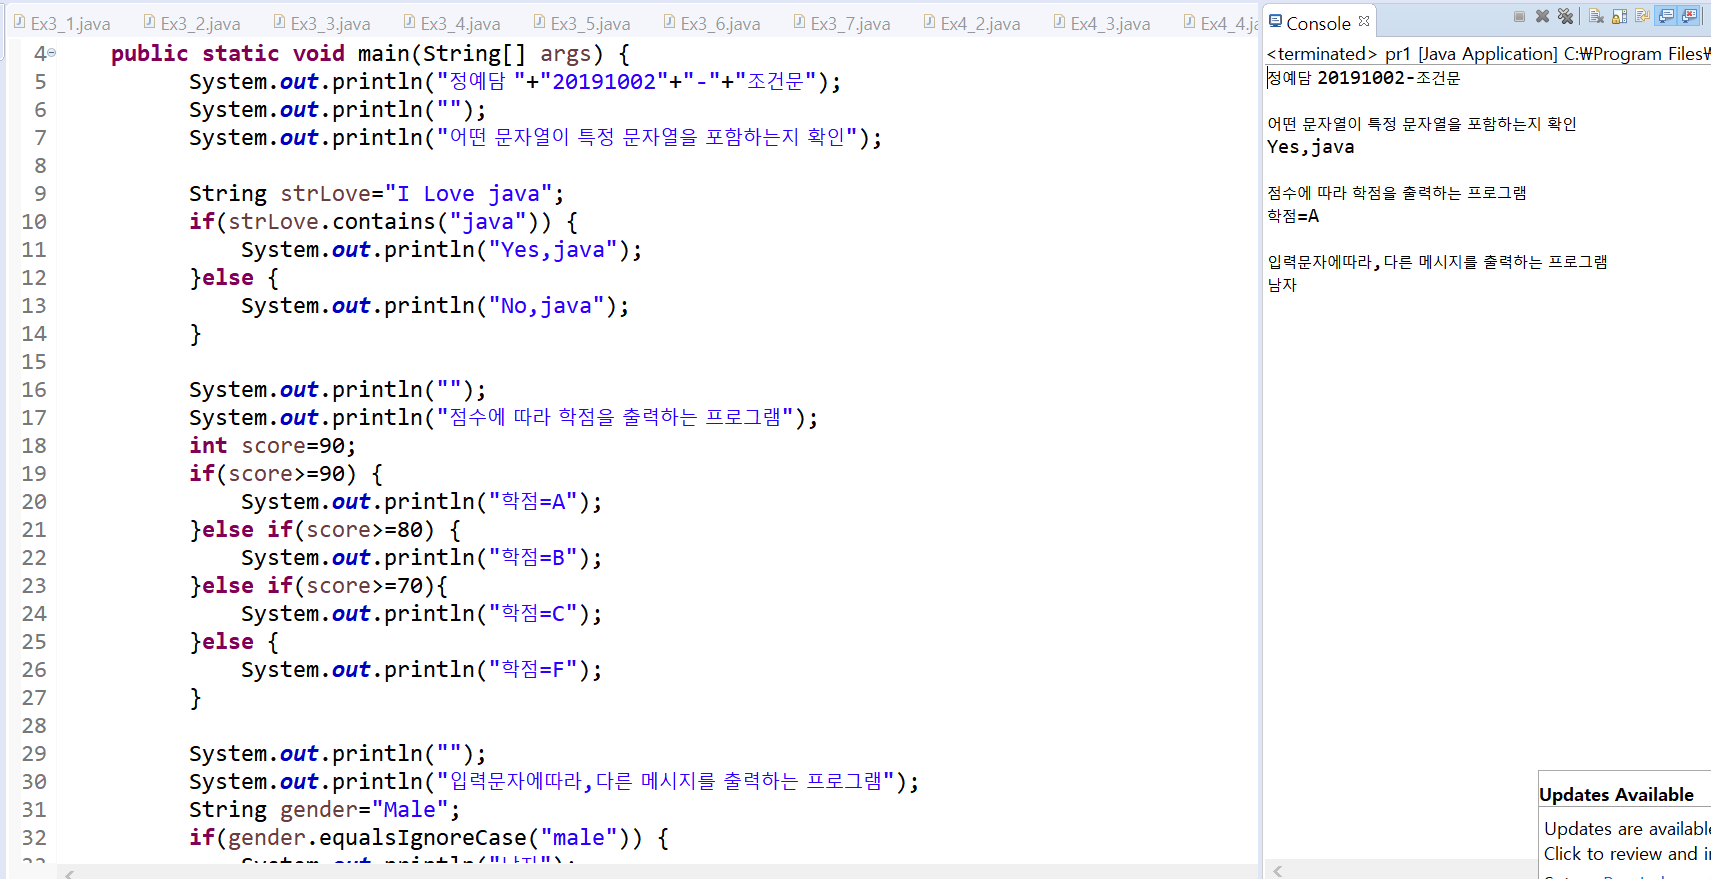 Ex3_1.java Ex3_2.java Ex3_3.java Ex3_4.java Ex3_5.java Ex3_6.java Ex3_7.java Ex4_2.java Ex4_3.java Ex4_4.ja
4 public static void main(String[] args) {
5 System.out.println("정예담 "+"20191002"+"-"+"조건문");
6 System.out.println("");
7 System.out.println("어떤 문자열이 특정 문자열을 포함하는지 확인");
8
9 String strLove="I Love java";
10 if(strLove.contains("java")) {
11 System.out.println("Yes,java");
12 }else {
13 System.out.println("No,java");
14 }
15
16 System.out.println("");
17 System.out.println("점수에 따라 학점을 출력하는 프로그램");
18 int score=90;
19 if(score>=90) {
20 System.out.println("학점=A");
21 }else if(score>=80) {
22 System.out.println("학점=B");
23 }else if(score>=70){
24 System.out.println("학점=C");
25 }else {
26 System.out.println("학점=F");
27 }
28
29 System.out.println("");
30 System.out.println("입력문자에따라,다른 메시지를 출력하는 프로그램");
31 String gender="Male";
32 if(gender.equalsIgnoreCase("male")) {
Console
<terminated> pr1 [Java Application] C:₩Program Files₩
정예담 20191002-조건문
어떤 문자열이 특정 문자열을 포함하는지 확인
Yes,java
점수에 따라 학점을 출력하는 프로그램
학점=A
입력문자에따라,다른 메시지를 출력하는 프로그램
남자
Updates Available
Updates are available
Click to review and i